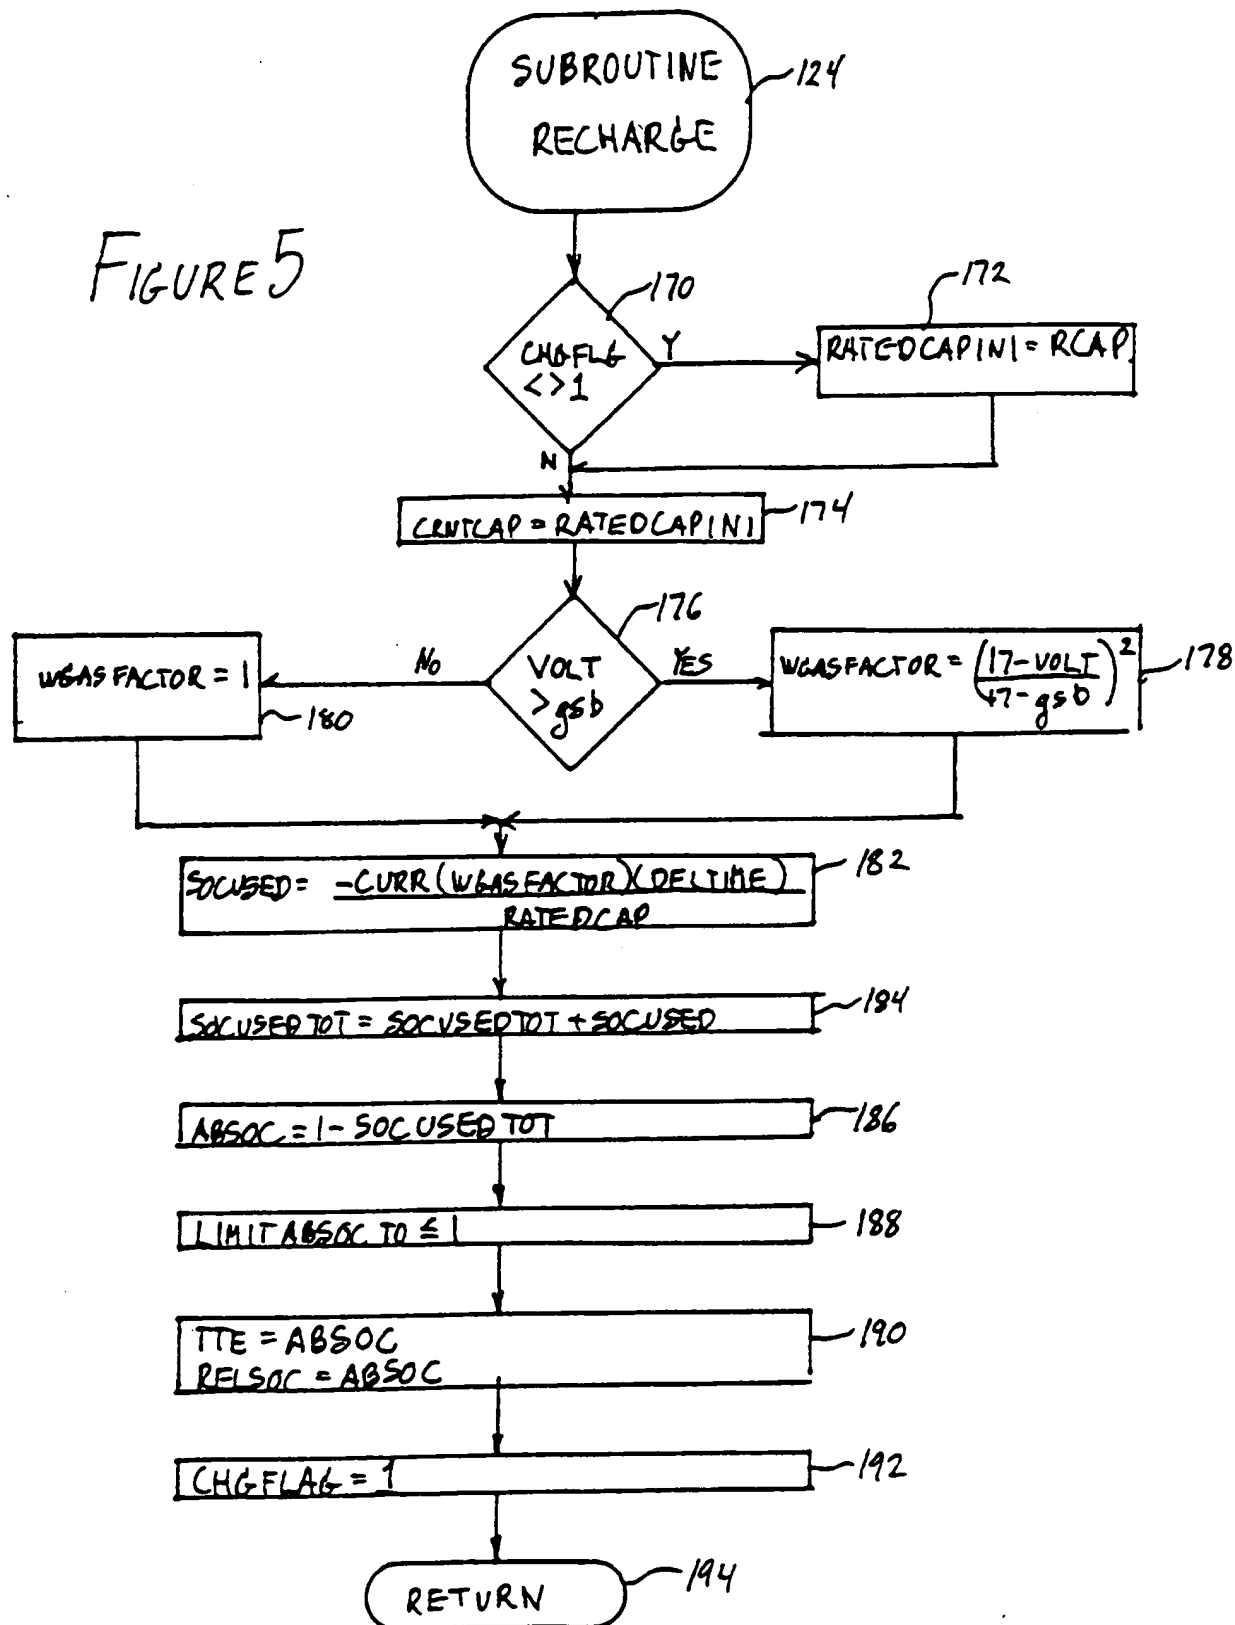 SUBROUTINE
RECHARGE
124
FIGURE 5
170
CHGFLG
<>1
Y
N
172
RATEDCAPINI = RCAP
CRNTCAP = RATEDCAPINI
174
176
VOLT
>gsb
No
YES
WGASFACTOR = 1
180
WGASFACTOR = (17-VOLT / 17-gsb)²
178
SOCUSED = -CURR(WGASFACTOR)(DELTIME) / RATEDCAP
182
SOCUSEDTOT = SOCUSEDTOT + SOCUSED
184
ABSOC = 1 - SOCUSEDTOT
186
LIMIT ABSOC TO ≤ 1
188
TTE = ABSOC
RELSOC = ABSOC
190
CHGFLAG = 1
192
RETURN
194